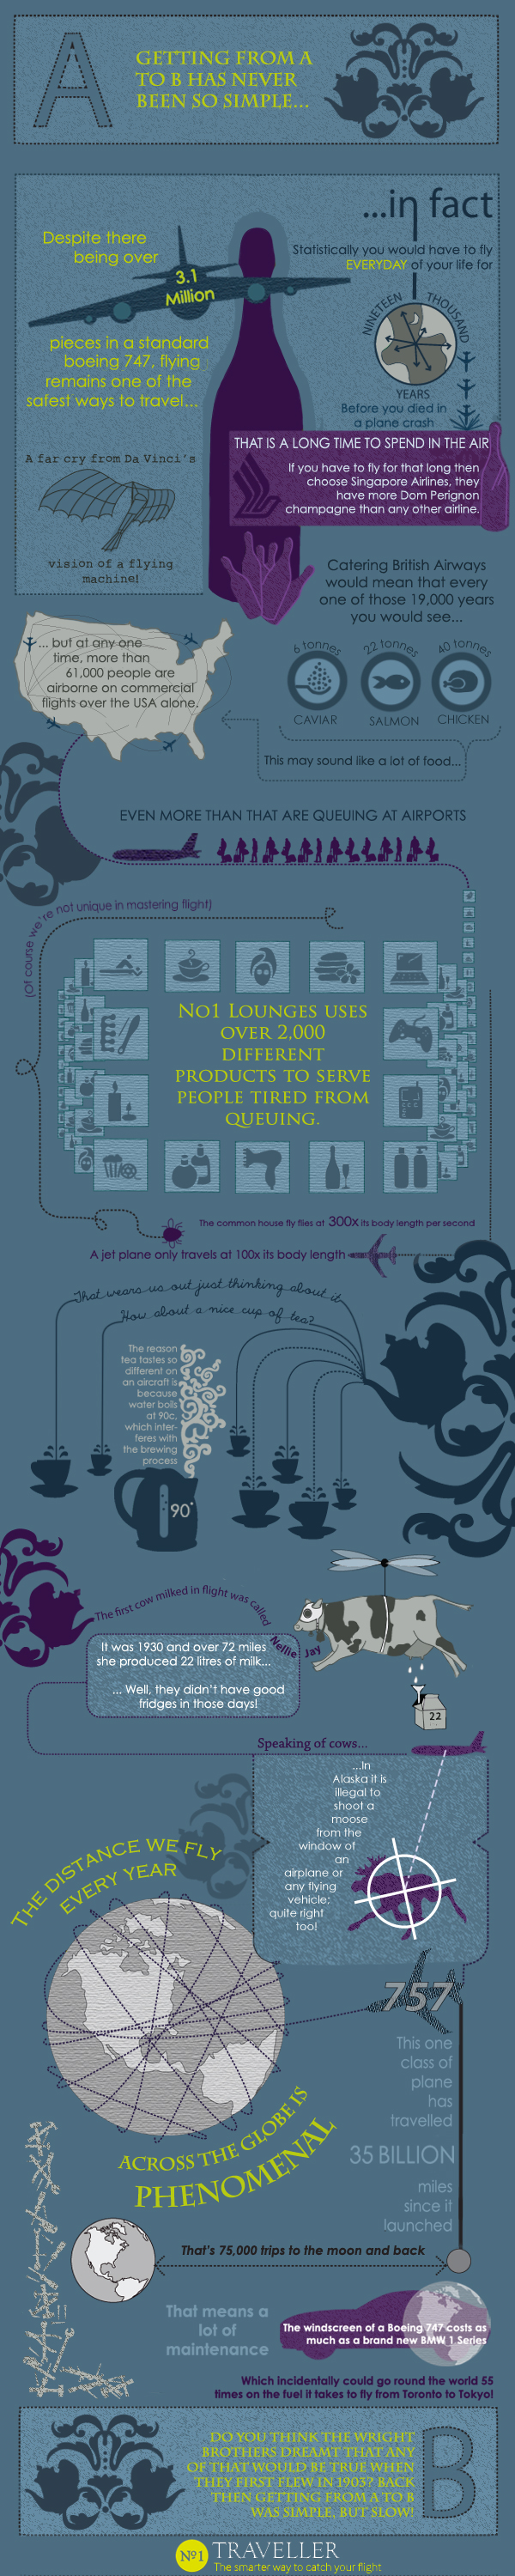 A
GETTING FROM A
TO B HAS NEVER
BEEN SO SIMPLE...
...in fact
Despite there
being over
3.1
Million
pieces in a standard
boeing 747, flying
remains one of the
safest ways to travel...
Statistically you would have to fly
EVERYDAY of your life for
NINETEEN THOUSAND
YEARS
Before you died in
a plane crash
THAT IS A LONG TIME TO SPEND IN THE AIR
If you have to fly for that long then
choose Singapore Airlines, they
have more Dom Perignon
champagne than any other airline.
A far cry from Da Vinci's
vision of a flying
machine!
Catering British Airways
would mean that every
one of those 19,000 years
you would see...
6 tonnes
22 tonnes
40 tonnes
CAVIAR
SALMON
CHICKEN
This may sound like a lot of food...
... but at any one
time, more than
61,000 people are
airborne on commercial
flights over the USA alone.
EVEN MORE THAN THAT ARE QUEUING AT AIRPORTS
(Of course we're not unique in mastering flight)
NO1 LOUNGES USES
OVER 2,000
DIFFERENT
PRODUCTS TO SERVE
PEOPLE TIRED FROM
QUEUING.
The common house fly flies at 300x its body length per second
A jet plane only travels at 100x its body length
That wears us out just thinking about it
How about a nice cup of tea?
The reason
tea tastes so
different on
an aircraft is
because
water boils
at 90c,
which inter-
feres with
the brewing
process
90°
The first cow milked in flight was called
Nellie Jay
It was 1930 and over 72 miles
she produced 22 litres of milk...
... Well, they didn't have good
fridges in those days!
22
Speaking of cows...
...In
Alaska it is
illegal to
shoot a
moose
from the
window of
an
airplane or
any flying
vehicle;
quite right
too!
THE DISTANCE WE FLY
EVERY YEAR
ACROSS THE GLOBE IS
PHENOMENAL
757
This one
class of
plane
has
travelled
35 BILLION
miles
since it
launched
That's 75,000 trips to the moon and back
That means a
lot of
maintenance
The windscreen of a Boeing 747 costs as
much as a brand new BMW 1 Series
Which incidentally could go round the world 55
times on the fuel it takes to fly from Toronto to Tokyo!
DO YOU THINK THE WRIGHT
BROTHERS DREAMT THAT ANY
OF THAT WOULD BE TRUE WHEN
THEY FIRST FLEW IN 1903? BACK
THEN GETTING FROM A TO B
WAS SIMPLE, BUT SLOW!
B
Nº1 TRAVELLER
The smarter way to catch your flight